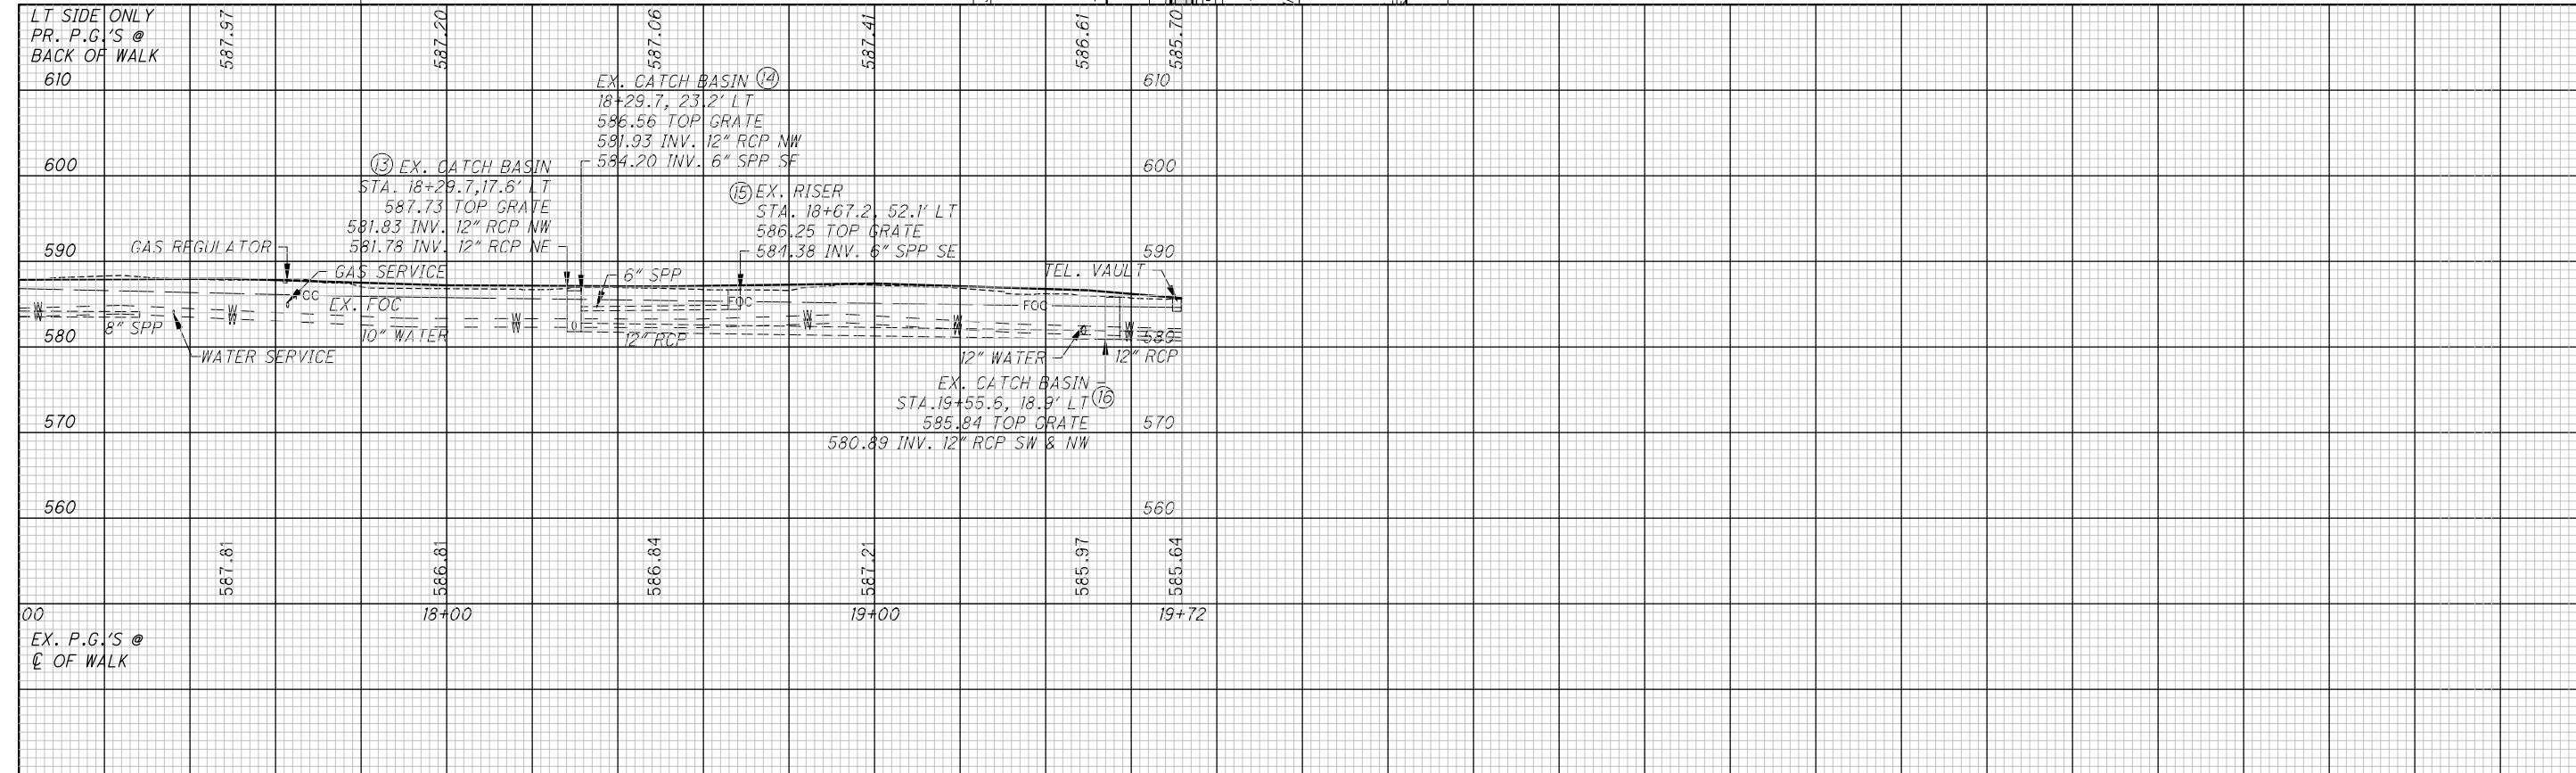 LT SIDE ONLY
PR. P.G.'S @
BACK OF WALK
587.97
587.20
587.06
587.41
586.61
585.70
610
610
EX. CATCH BASIN 14
18+29.7, 23.2' LT
586.56 TOP GRATE
581.93 INV. 12" RCP NW
584.20 INV. 6" SPP SE
600
600
13 EX. CATCH BASIN
STA. 18+29.7,17.6' LT
587.73 TOP GRATE
581.83 INV. 12" RCP NW
581.78 INV. 12" RCP NE
15 EX. RISER
STA. 18+67.2, 52.1' LT
586.25 TOP GRATE
584.38 INV. 6" SPP SE
590
590
GAS REGULATOR
GAS SERVICE
6" SPP
TEL. VAULT
EX. FOC
FOC
FOC
W
W
W
W
W
W
W
W
W
W
W
W
8" SPP
10" WATER
12" RCP
580
580
WATER SERVICE
12" WATER
12" RCP
EX. CATCH BASIN
STA.19+55.6, 18.9' LT 16
585.84 TOP GRATE
580.89 INV. 12" RCP SW & NW
570
570
560
560
587.81
586.81
586.84
587.21
585.97
585.64
00
18+00
19+00
19+72
EX. P.G.'S @
℄ OF WALK